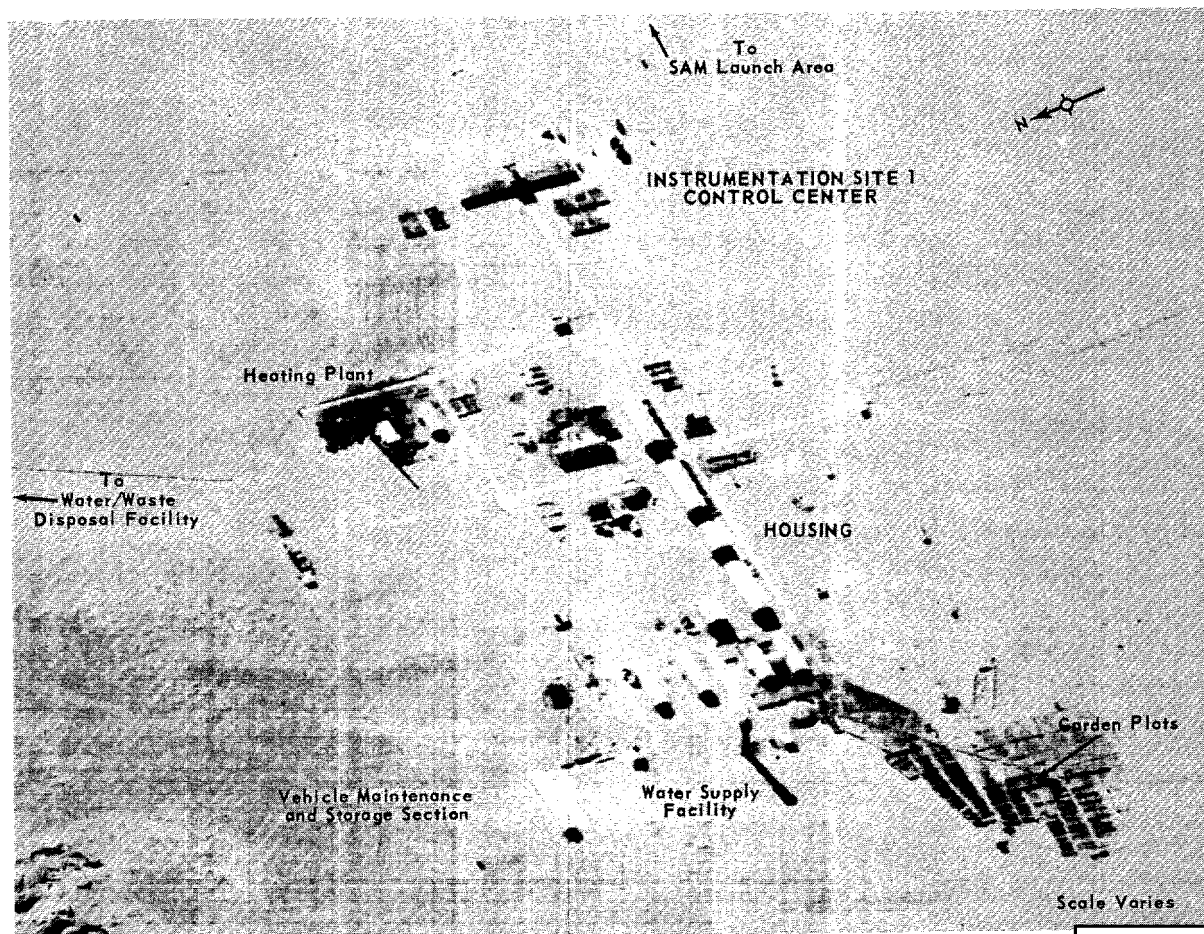 To
SAM Launch Area
N
INSTRUMENTATION SITE 1
CONTROL CENTER
Heating Plant
To
Water/Waste
Disposal Facility
HOUSING
Garden Plots
Vehicle Maintenance
and Storage Section
Water Supply
Facility
Scale Varies